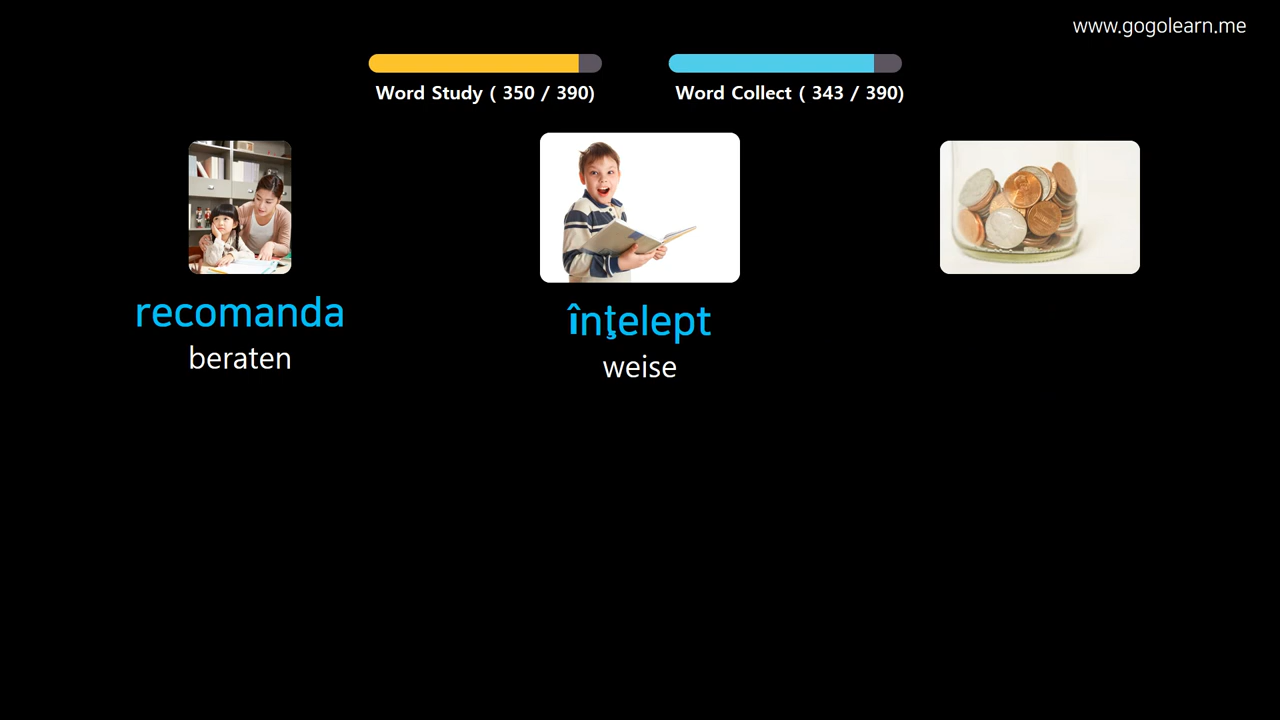 www.gogolearn.me
Word Study ( 350 / 390)
Word Collect ( 343 / 390)
recomanda
beraten
înţelept
weise